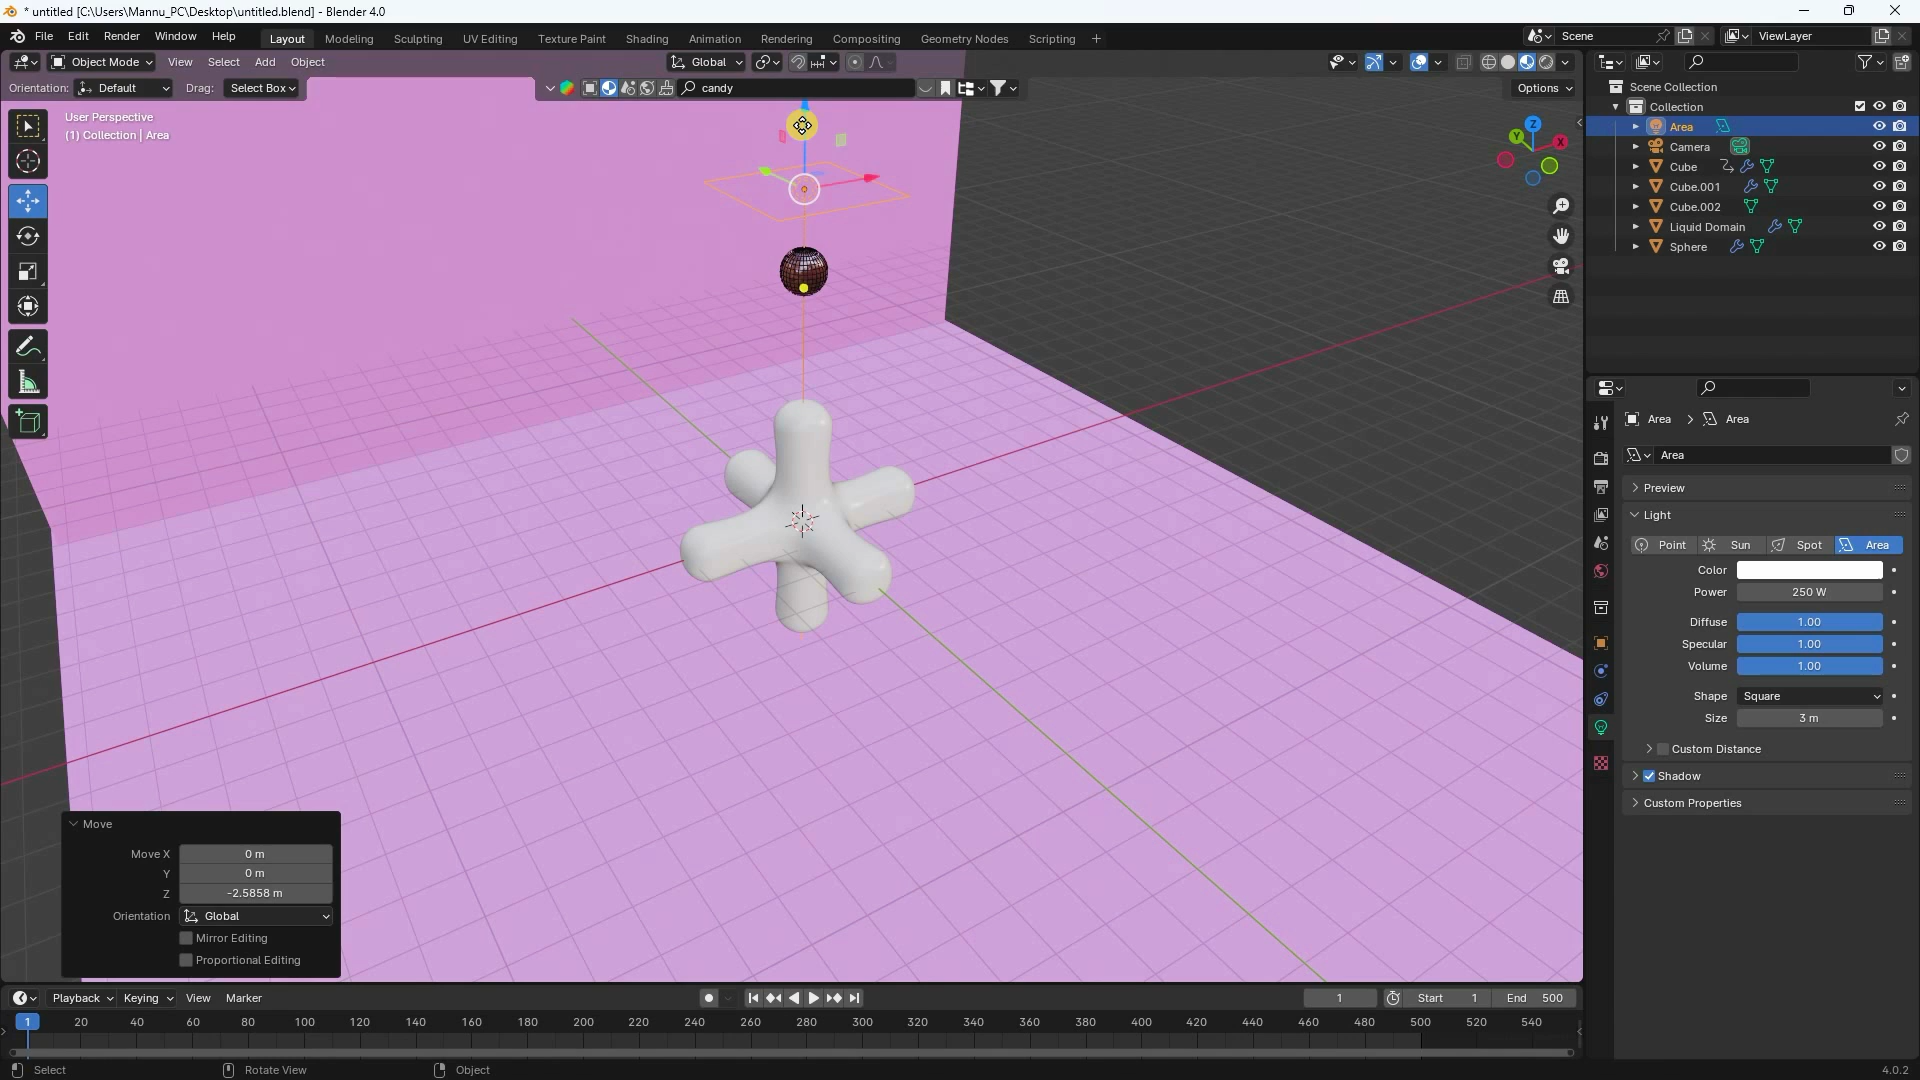 * untitled [C:\Users\Mannu_PC\Desktop\untitled.blend] - Blender 4.0
File Edit Render Window Help
Layout Modeling Sculpting UV Editing Texture Paint Shading Animation Rendering Compositing Geometry Nodes Scripting +
Scene
ViewLayer
Object Mode View Select Add Object
Global
Orientation: Default Drag: Select Box
candy
Options
User Perspective
(1) Collection | Area
Z
Y
X
Scene Collection
Collection
Area
Camera
Cube
Cube.001
Cube.002
Liquid Domain
Sphere
Area > Area
Area
Preview
Light
Point Sun Spot Area
Color
Power 250 W
Diffuse 1.00
Specular 1.00
Volume 1.00
Shape Square
Size 3 m
Custom Distance
Shadow
Custom Properties
Move
Move X 0 m
Y 0 m
Z -2.5858 m
Orientation Global
Mirror Editing
Proportional Editing
Playback Keying View Marker
1 Start 1 End 500
1 20 40 60 80 100 120 140 160 180 200 220 240 260 280 300 320 340 360 380 400 420 440 460 480 500 520 540
Select Rotate View Object
4.0.2